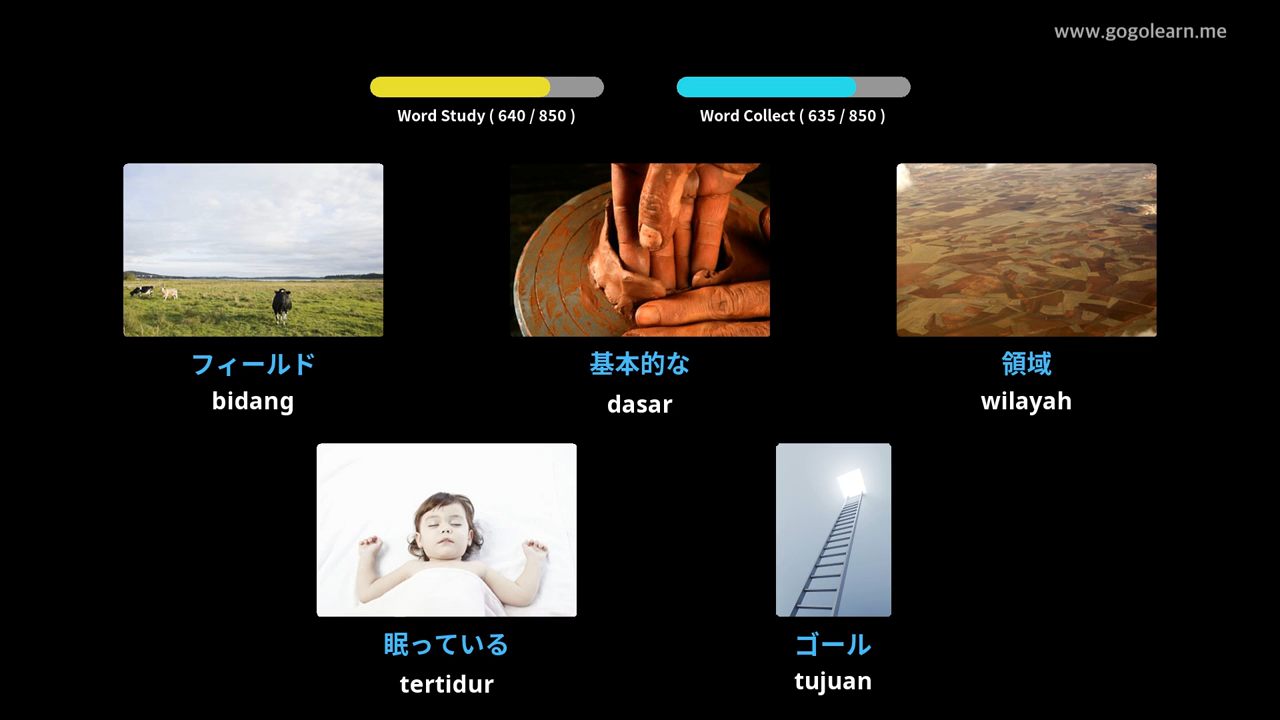 www.gogolearn.me
Word Study ( 640 / 850 )
Word Collect ( 635 / 850 )
フィールド
bidang
基本的な
dasar
領域
wilayah
眠っている
tertidur
ゴール
tujuan